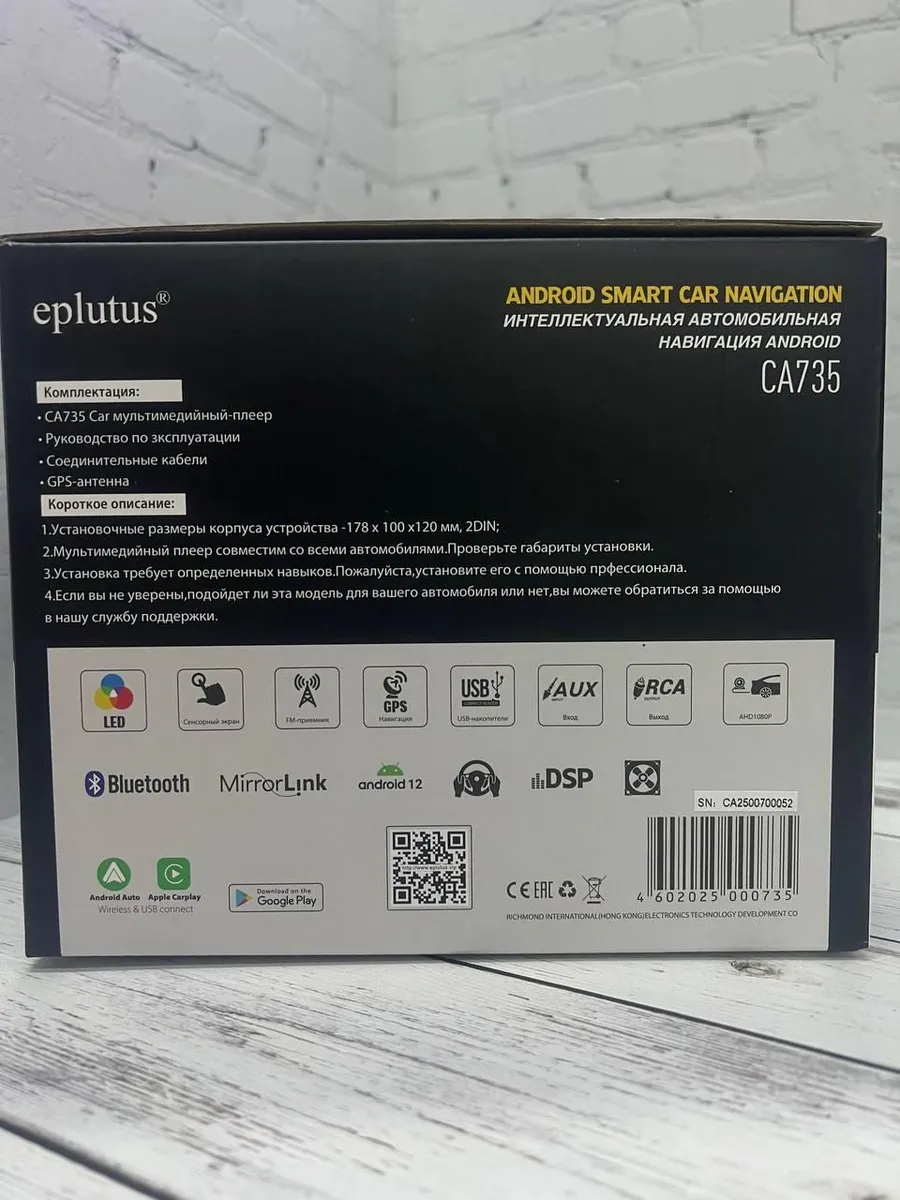 eplutus®
ANDROID SMART CAR NAVIGATION
ИНТЕЛЛЕКТУАЛЬНАЯ АВТОМОБИЛЬНАЯ
НАВИГАЦИЯ ANDROID
CA735
Комплектация:
• CA735 Car мультимедийный-плеер
• Руководство по эксплуатации
• Соединительные кабели
• GPS-антенна
Короткое описание:
1.Установочные размеры корпуса устройства -178 x 100 x120 мм, 2DIN;
2.Мультимедийный плеер совместим со всеми автомобилями.Проверьте габариты установки.
3.Установка требует определенных навыков.Пожалуйста,установите его с помощью прфессионала.
4.Если вы не уверены,подойдет ли эта модель для вашего автомобиля или нет,вы можете обратиться за помощью
в нашу службу поддержки.
LED
Сенсорный экран
FM-приемник
GPS
Навигация
USB
USB-накопители
AUX
Вход
RCA
Выход
AHD1080P
Bluetooth
MirrorLink
android 12
DSP
SN: CA2500700052
Android Auto
Apple Carplay
Wireless & USB connect
Download on the
Google Play
http://www.eplutus.vip
CE EAC
4 602025 000735
RICHMOND INTERNATIONAL(HONG KONG)ELECTRONICS TECHNOLOGY DEVELOPMENT CO